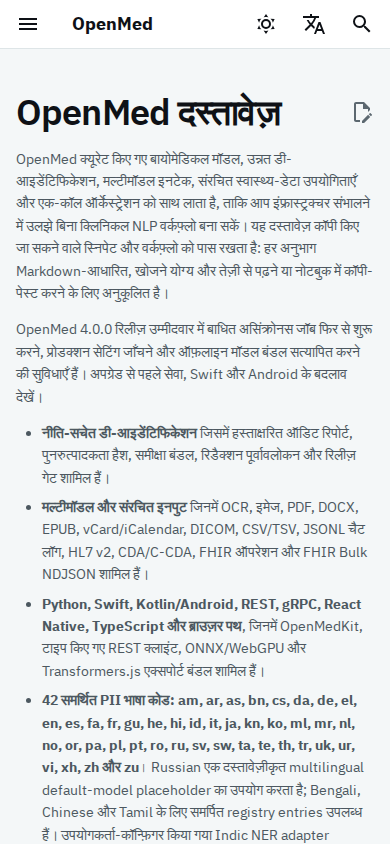 OpenMed
OpenMed दस्तावेज़
OpenMed क्यूरेट किए गए बायोमेडिकल मॉडल, उन्नत डी-
आइडेंटिफिकेशन, मल्टीमॉडल इनटेक, संरचित स्वास्थ्य-डेटा उपयोगिताएँ
और एक-कॉल ऑर्केस्ट्रेशन को साथ लाता है, ताकि आप इंफ्रास्ट्रक्चर संभालने
में उलझे बिना क्लिनिकल NLP वर्कफ़्लो बना सकें। यह दस्तावेज़ कॉपी किए
जा सकने वाले स्निपेट और वर्कफ़्लो को पास रखता है: हर अनुभाग
Markdown-आधारित, खोजने योग्य और तेज़ी से पढ़ने या नोटबुक में कॉपी-
पेस्ट करने के लिए अनुकूलित है।
OpenMed 4.0.0 रिलीज़ उम्मीदवार में बाधित असिंक्रोनस जॉब फिर से शुरू
करने, प्रोडक्शन सेटिंग जाँचने और ऑफ़लाइन मॉडल बंडल सत्यापित करने
की सुविधाएँ हैं। अपग्रेड से पहले सेवा, Swift और Android के बदलाव
देखें।
• नीति-सचेत डी-आइडेंटिफिकेशन जिसमें हस्ताक्षरित ऑडिट रिपोर्ट,
पुनरुत्पादकता हैश, समीक्षा बंडल, रिडैक्शन पूर्वावलोकन और रिलीज़
गेट शामिल हैं।
• मल्टीमॉडल और संरचित इनपुट जिनमें OCR, इमेज, PDF, DOCX,
EPUB, vCard/iCalendar, DICOM, CSV/TSV, JSONL चैट
लॉग, HL7 v2, CDA/C-CDA, FHIR ऑपरेशन और FHIR Bulk
NDJSON शामिल हैं।
• Python, Swift, Kotlin/Android, REST, gRPC, React
Native, TypeScript और ब्राउज़र पथ, जिनमें OpenMedKit,
टाइप किए गए REST क्लाइंट, ONNX/WebGPU और
Transformers.js एक्सपोर्ट बंडल शामिल हैं।
• 42 समर्थित PII भाषा कोड: am, ar, as, bn, cs, da, de, el,
en, es, fa, fr, gu, he, hi, id, it, ja, kn, ko, ml, mr, nl,
no, or, pa, pl, pt, ro, ru, sv, sw, ta, te, th, tr, uk, ur,
vi, xh, zh और zu। Russian एक दस्तावेज़ीकृत multilingual
default-model placeholder का उपयोग करता है; Bengali,
Chinese और Tamil के लिए समर्पित registry entries उपलब्ध
हैं। उपयोगकर्ता-कॉन्फ़िगर किया गया Indic NER adapter